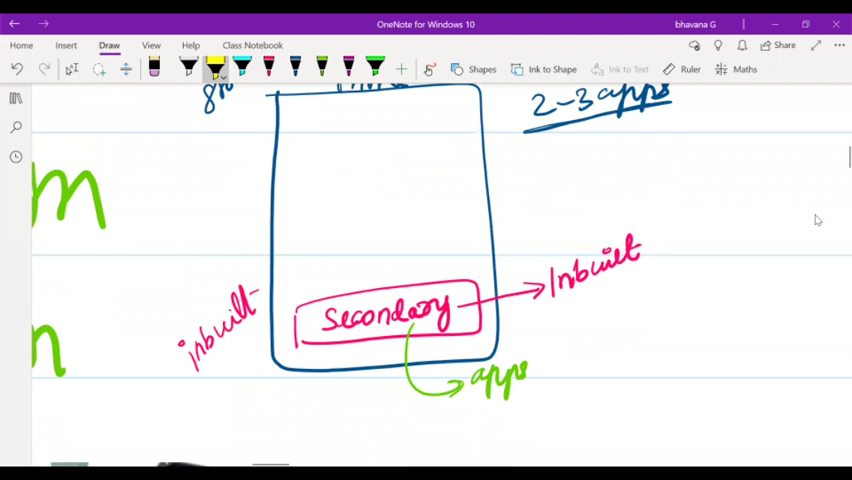 OneNote for Windows 10
bhavana G
Home Insert Draw View Help Class Notebook
Share
Shapes Ink to Shape Ink to Text Ruler Maths
2-3 apps
m
Inbuilt
inbuilt
Secondary
n
apps